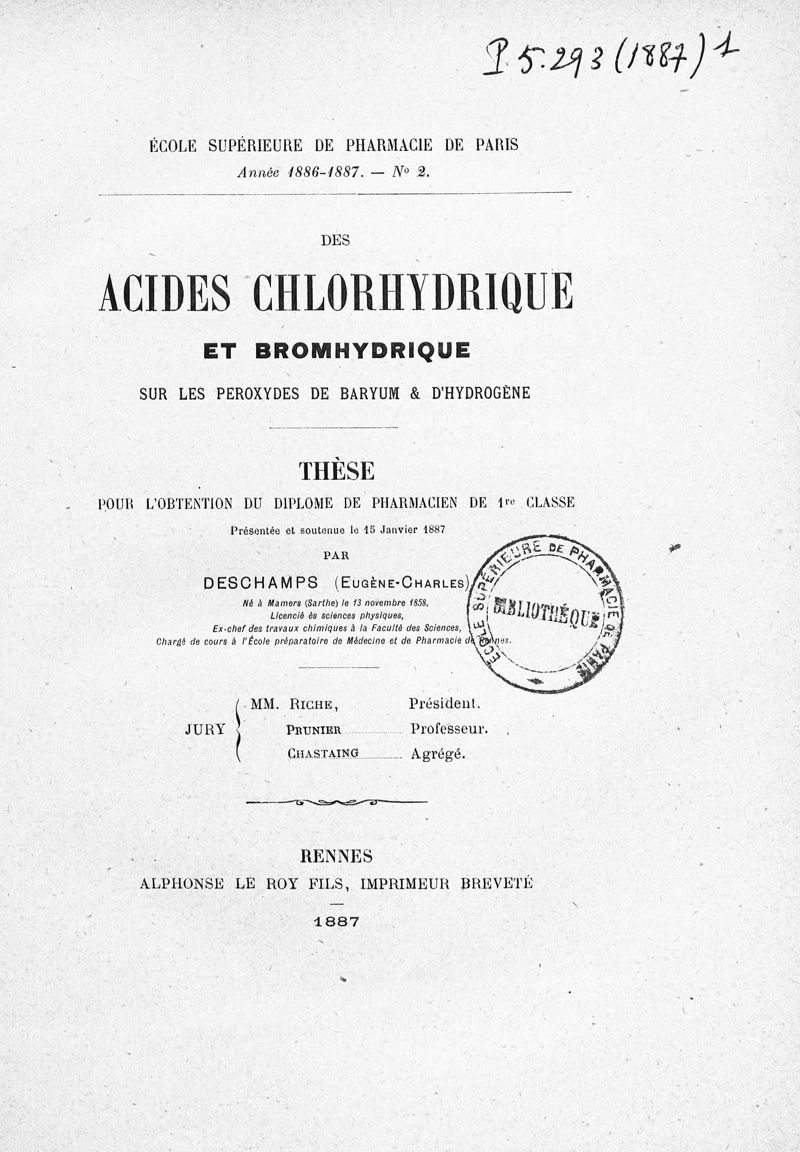 P. 5.293 (1887) 1
ÉCOLE SUPÉRIEURE DE PHARMACIE DE PARIS
Année 1886-1887. — No 2.
DES
ACIDES CHLORHYDRIQUE
ET BROMHYDRIQUE
SUR LES PEROXYDES DE BARYUM & D'HYDROGÈNE
THÈSE
POUR L'OBTENTION DU DIPLOME DE PHARMACIEN DE 1re CLASSE
Présentée et soutenue le 15 Janvier 1887
PAR
DESCHAMPS (EUGÈNE-CHARLES)
Né à Mamers (Sarthe) le 13 novembre 1858,
Licencié ès sciences physiques,
Ex-chef des travaux chimiques à la Faculté des Sciences,
Chargé de cours à l'École préparatoire de Médecine et de Pharmacie de Rennes.
ÉCOLE SUPÉRIEURE DE PHARMACIE DE PARIS
BIBLIOTHÈQUE
JURY
MM. RICHE, Président.
PRUNIER Professeur.
CHASTAING Agrégé.
RENNES
ALPHONSE LE ROY FILS, IMPRIMEUR BREVETÉ
1887